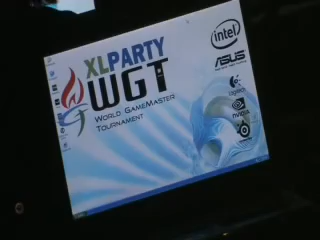 XLPARTY
WGT
World GameMaster
Tournament
intel
ASUS
Logitech
NVIDIA